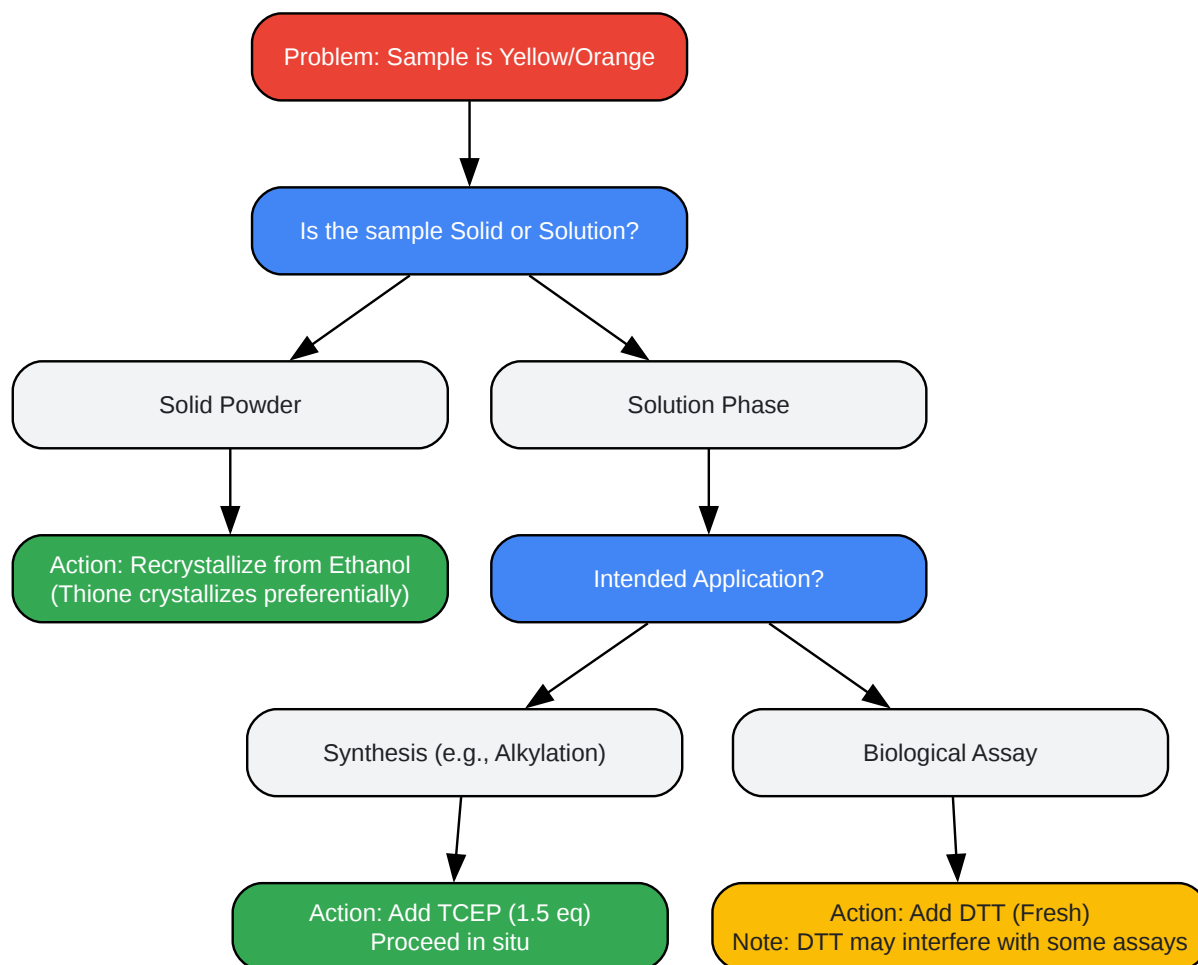 Problem: Sample is Yellow/Orange
Is the sample Solid or Solution?
Solid Powder
Solution Phase
Action: Recrystallize from Ethanol
(Thione crystallizes preferentially)
Intended Application?
Synthesis (e.g., Alkylation)
Biological Assay
Action: Add TCEP (1.5 eq)
Proceed in situ
Action: Add DTT (Fresh)
Note: DTT may interfere with some assays